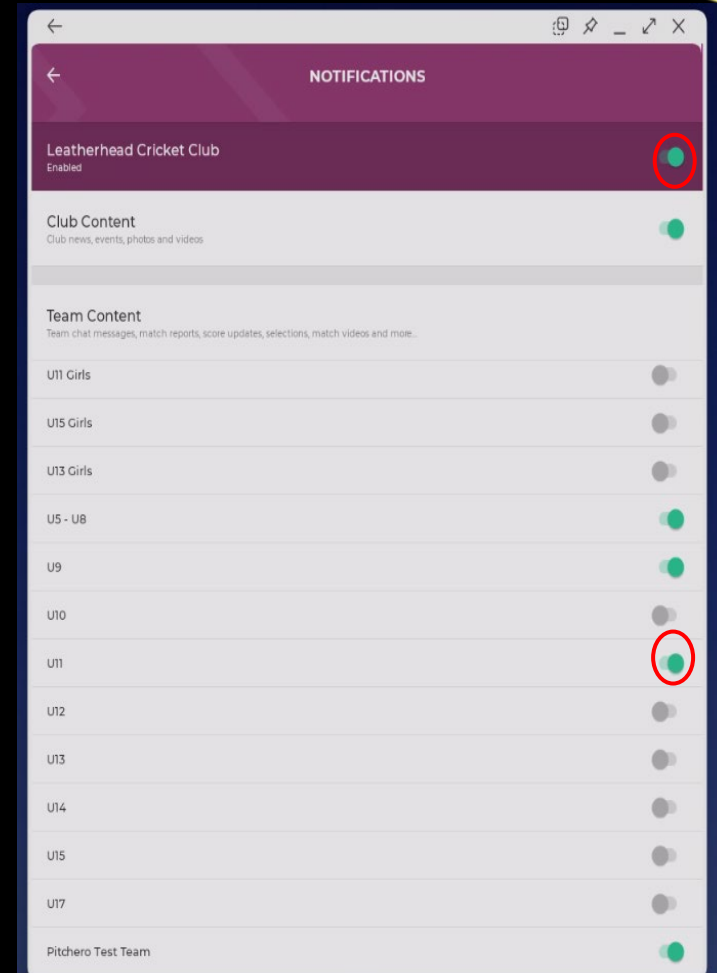 NOTIFICATIONS
Leatherhead Cricket Club
Enabled
Club Content
Club news, events, photos and videos
Team Content
Team chat messages, match reports, score updates, selections, match videos and more...
U11 Girls
U15 Girls
U13 Girls
U5 - U8
U9
U10
U11
U12
U13
U14
U15
U17
Pitchero Test Team